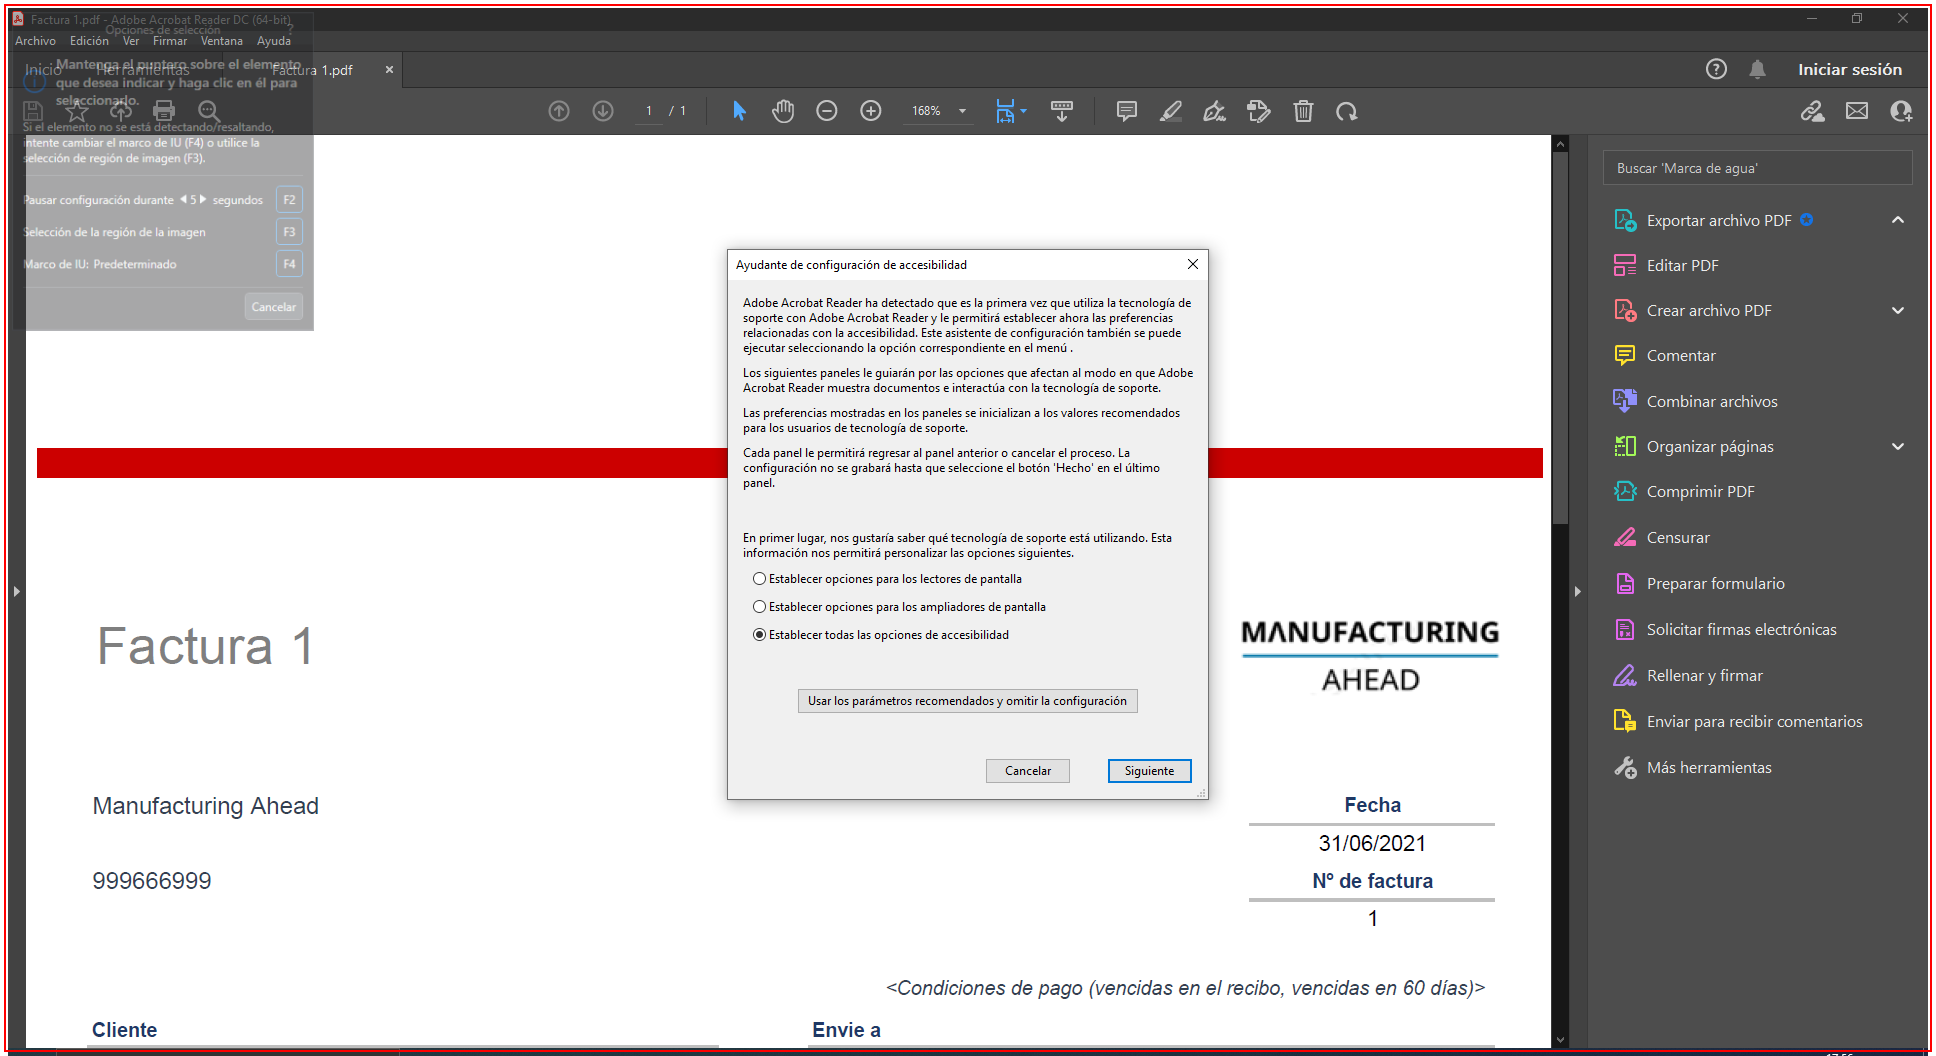 Factura 1.pdf - Adobe Acrobat Reader DC (64-bit)
Opciones de selección
?
Archivo Edición Ver Firmar Ventana Ayuda
Inicio Herramientas Factura 1.pdf
Iniciar sesión
Mantenga el puntero sobre el elemento
que desea indicar y haga clic en él para
seleccionarlo.
1 / 1 168%
Si el elemento no se está detectando/resaltando,
intente cambiar el marco de IU (F4) o utilice la
selección de región de imagen (F3).
Pausar configuración durante 5 segundos F2
Selección de la región de la imagen F3
Marco de IU: Predeterminado F4
Cancelar
Ayudante de configuración de accesibilidad
Adobe Acrobat Reader ha detectado que es la primera vez que utiliza la tecnología de
soporte con Adobe Acrobat Reader y le permitirá establecer ahora las preferencias
relacionadas con la accesibilidad. Este asistente de configuración también se puede
ejecutar seleccionando la opción correspondiente en el menú .
Los siguientes paneles le guiarán por las opciones que afectan al modo en que Adobe
Acrobat Reader muestra documentos e interactúa con la tecnología de soporte.
Las preferencias mostradas en los paneles se inicializan a los valores recomendados
para los usuarios de tecnología de soporte.
Cada panel le permitirá regresar al panel anterior o cancelar el proceso. La
configuración no se grabará hasta que seleccione el botón 'Hecho' en el último
panel.
En primer lugar, nos gustaría saber qué tecnología de soporte está utilizando. Esta
información nos permitirá personalizar las opciones siguientes.
Establecer opciones para los lectores de pantalla
Establecer opciones para los ampliadores de pantalla
Establecer todas las opciones de accesibilidad
Usar los parámetros recomendados y omitir la configuración
Cancelar Siguiente
Factura 1
MANUFACTURING
AHEAD
Manufacturing Ahead
999666999
Fecha
31/06/2021
Nº de factura
1
<Condiciones de pago (vencidas en el recibo, vencidas en 60 días)>
Cliente Envie a
Buscar 'Marca de agua'
Exportar archivo PDF
Editar PDF
Crear archivo PDF
Comentar
Combinar archivos
Organizar páginas
Comprimir PDF
Censurar
Preparar formulario
Solicitar firmas electrónicas
Rellenar y firmar
Enviar para recibir comentarios
Más herramientas